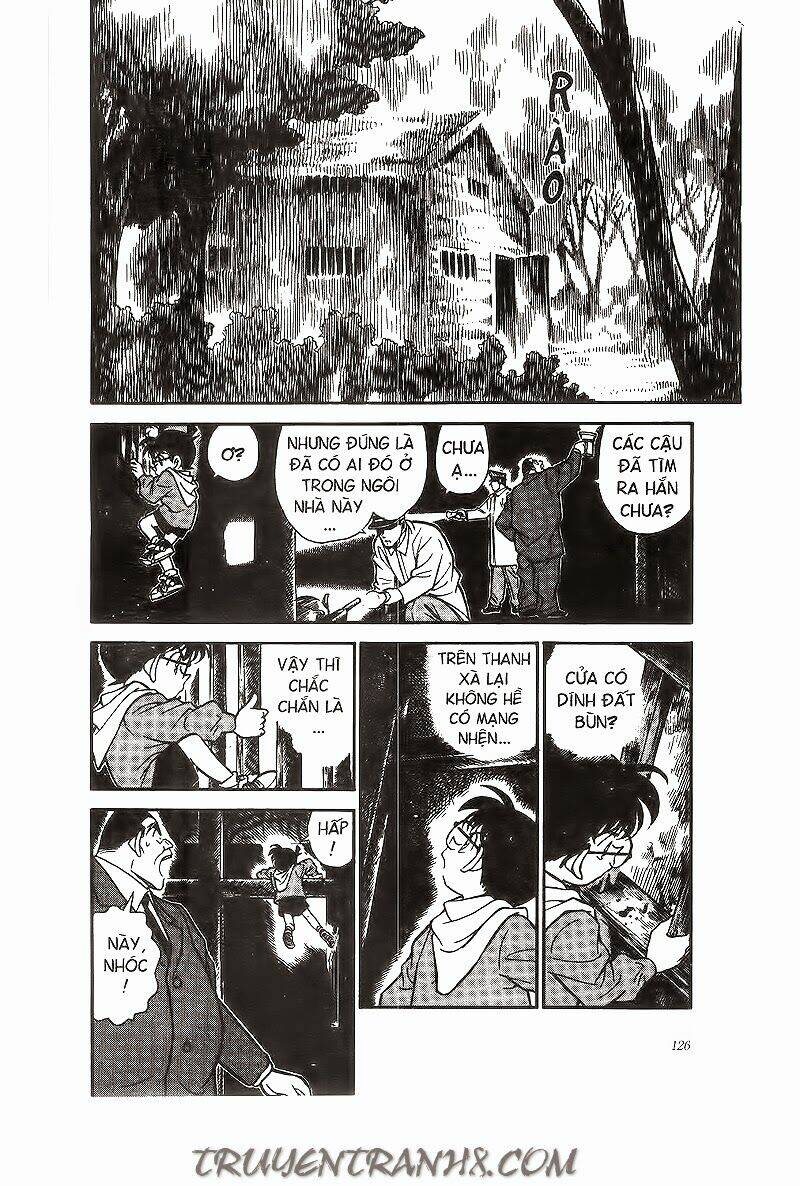 RÀO
CÁC CẬU
ĐÃ TÌM
RA HẮN
CHƯA?
CHƯA
Ạ...
NHƯNG ĐÚNG LÀ
ĐÃ CÓ AI ĐÓ Ở
TRONG NGÔI
NHÀ NÀY
...
Ơ?
CỬA CÓ
DÍNH ĐẤT
BÙN?
TRÊN THANH
XÀ LẠI
KHÔNG HỀ
CÓ MẠNG
NHỆN...
VẬY THÌ
CHẮC
CHẮN LÀ
...
HẤP
!
NÀY,
NHÓC
!
126
TRUYENTRANH8.COM